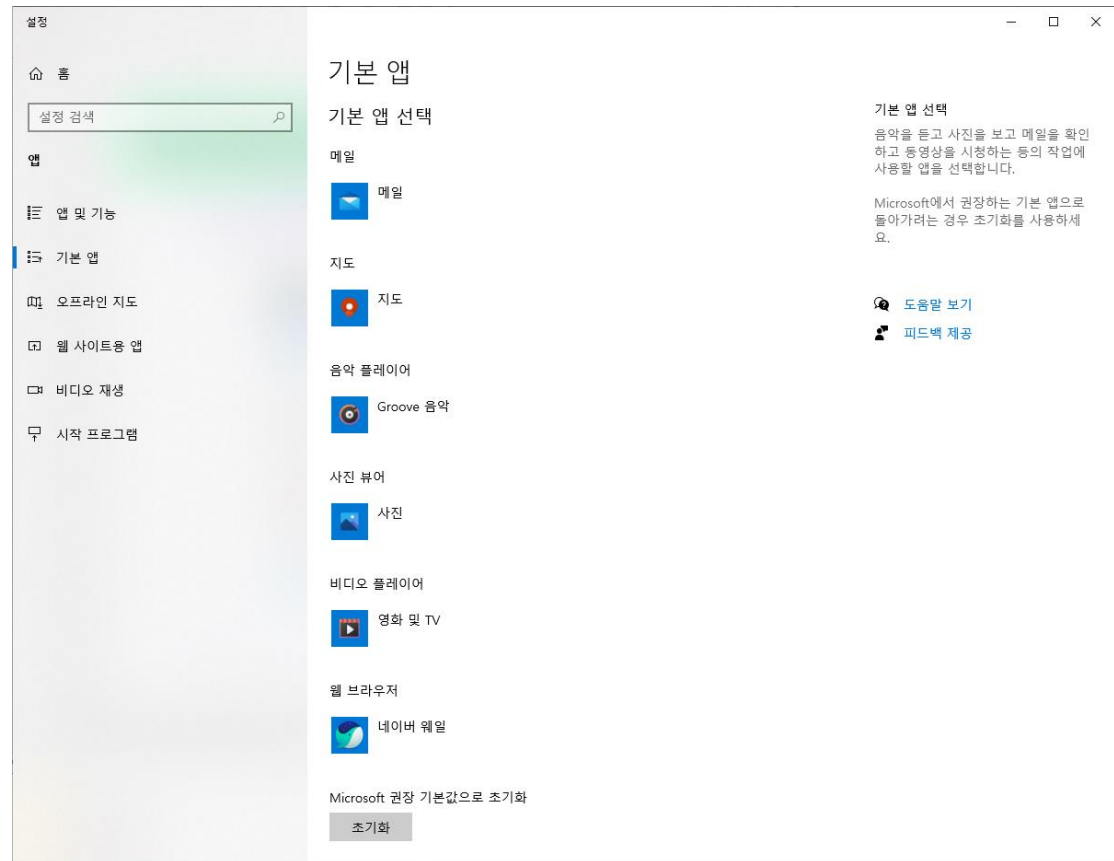 설정
홈
설정 검색
앱
앱 및 기능
기본 앱
오프라인 지도
웹 사이트용 앱
비디오 재생
시작 프로그램
기본 앱
기본 앱 선택
메일
메일
지도
지도
음악 플레이어
Groove 음악
사진 뷰어
사진
비디오 플레이어
영화 및 TV
웹 브라우저
네이버 웨일
Microsoft 권장 기본값으로 초기화
초기화
기본 앱 선택
음악을 듣고 사진을 보고 메일을 확인
하고 동영상을 시청하는 등의 작업에
사용할 앱을 선택합니다.
Microsoft에서 권장하는 기본 앱으로
돌아가려는 경우 초기화를 사용하세
요.
도움말 보기
피드백 제공